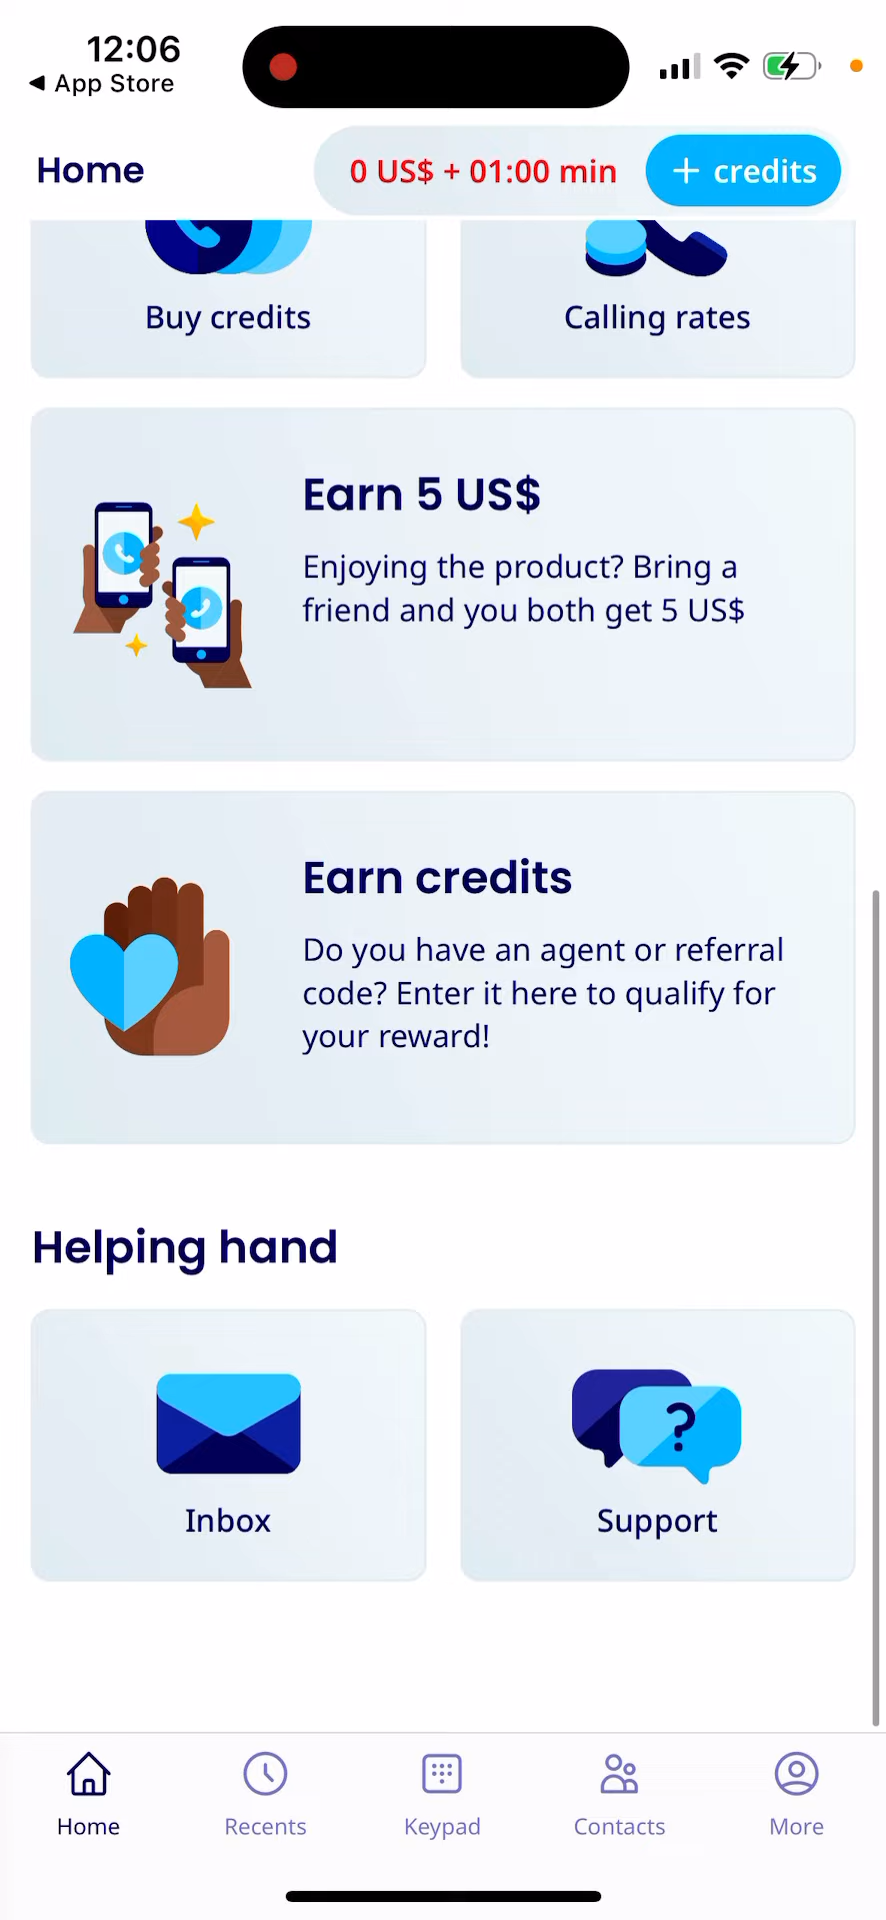 12:06
App Store
Home
0 US$ + 01:00 min
+ credits
Buy credits
Calling rates
Earn 5 US$
Enjoying the product? Bring a
friend and you both get 5 US$
Earn credits
Do you have an agent or referral
code? Enter it here to qualify for
your reward!
Helping hand
?
Inbox
Support
Home
Recents
Keypad
Contacts
More